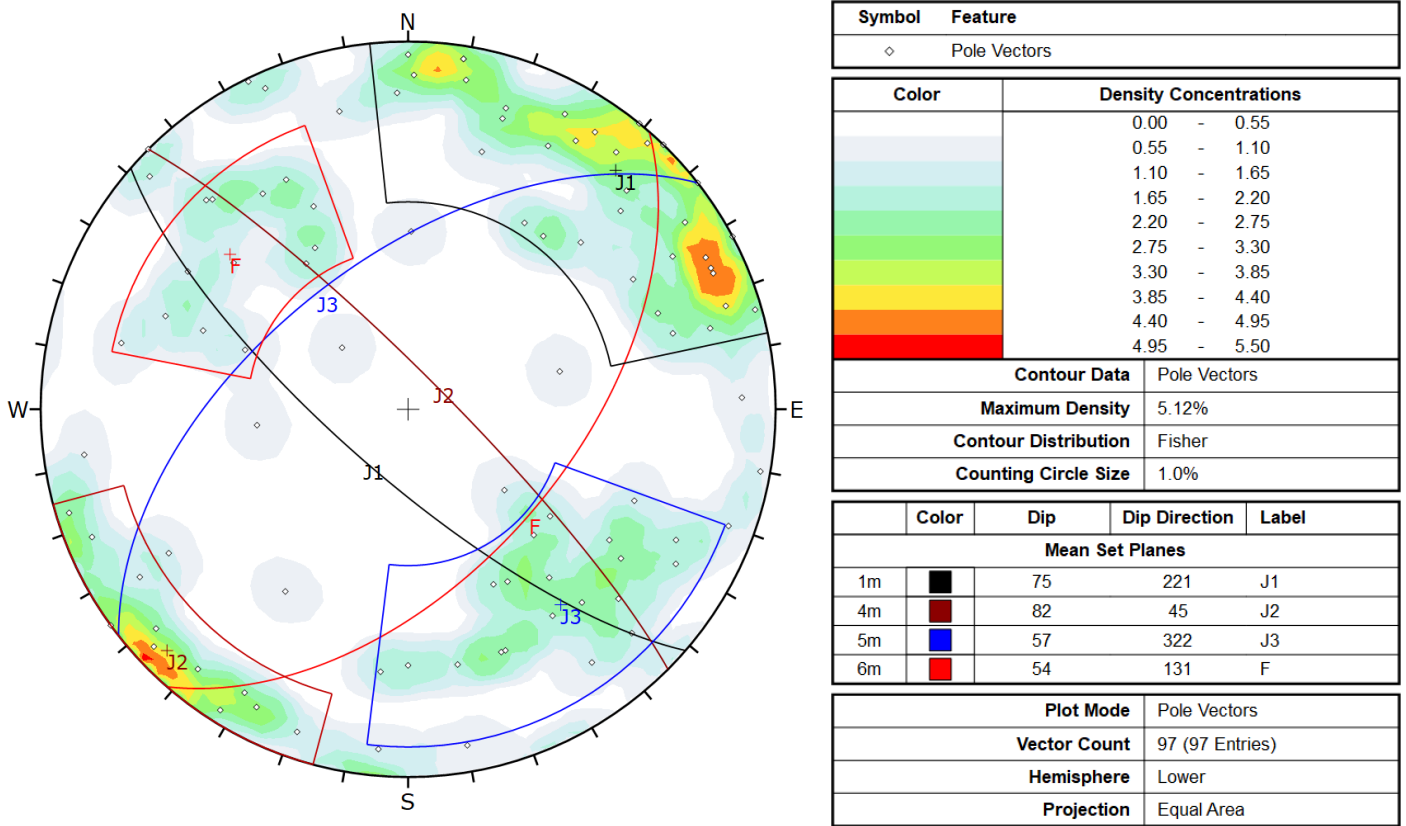 N
W
E
S
J1
F
J3
J2
J1
F
J3
J2
Symbol Feature
Pole Vectors
Color Density Concentrations
0.00 - 0.55
0.55 - 1.10
1.10 - 1.65
1.65 - 2.20
2.20 - 2.75
2.75 - 3.30
3.30 - 3.85
3.85 - 4.40
4.40 - 4.95
4.95 - 5.50
Contour Data Pole Vectors
Maximum Density 5.12%
Contour Distribution Fisher
Counting Circle Size 1.0%
Color Dip Dip Direction Label
Mean Set Planes
1m 75 221 J1
4m 82 45 J2
5m 57 322 J3
6m 54 131 F
Plot Mode Pole Vectors
Vector Count 97 (97 Entries)
Hemisphere Lower
Projection Equal Area